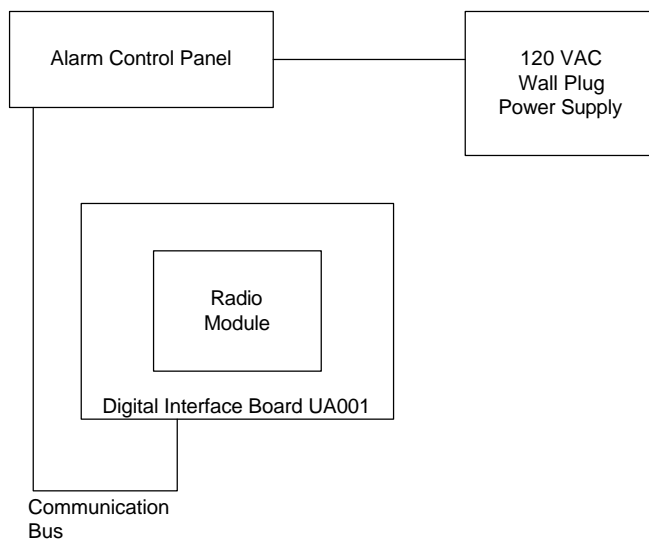 Alarm Control Panel
120 VAC
Wall Plug
Power Supply
Radio
Module
Digital Interface Board UA001
Communication
Bus